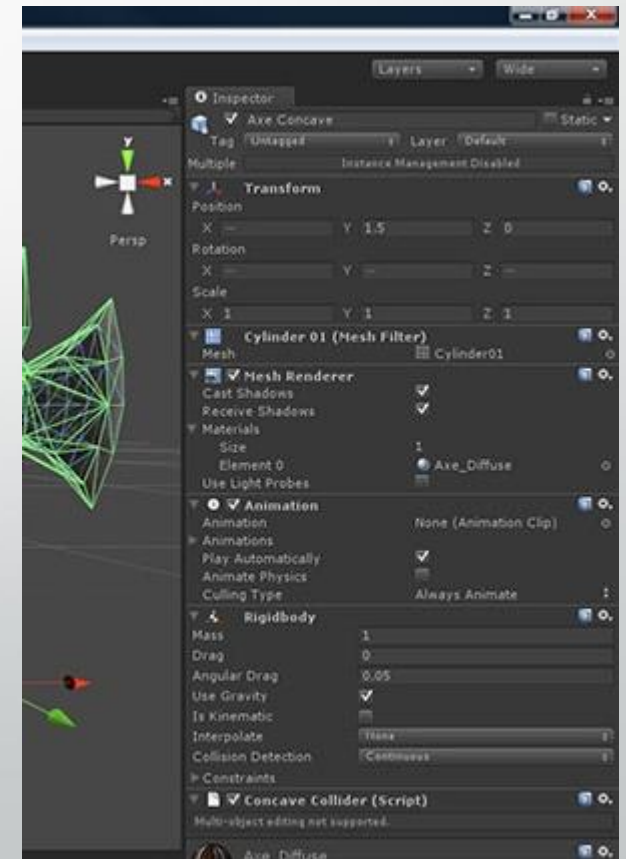 Layers Wide
Inspector
Axe Concave Static
Tag Untagged Layer Default
Multiple Instance Management Disabled
y
x
Persp
Transform
Position
X — Y 1.5 Z 0
Rotation
X — Y — Z —
Scale
X 1 Y 1 Z 1
Cylinder 01 (Mesh Filter)
Mesh Cylinder01
Mesh Renderer
Cast Shadows
Receive Shadows
Materials
Size 1
Element 0 Axe_Diffuse
Use Light Probes
Animation
Animation None (Animation Clip)
Animations
Play Automatically
Animate Physics
Culling Type Always Animate
Rigidbody
Mass 1
Drag 0
Angular Drag 0.05
Use Gravity
Is Kinematic
Interpolate None
Collision Detection Continuous
Constraints
Concave Collider (Script)
Multi-object editing not supported.
Axe_Diffuse